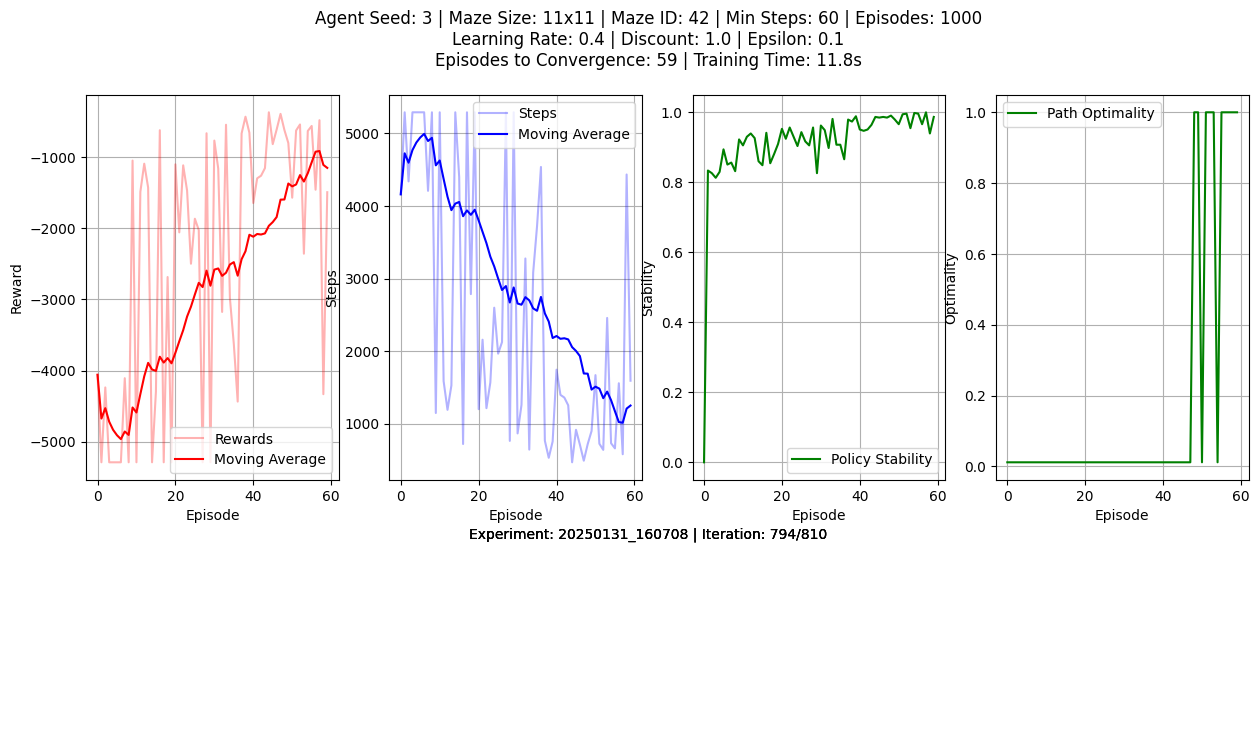 Agent Seed: 3 | Maze Size: 11x11 | Maze ID: 42 | Min Steps: 60 | Episodes: 1000
Learning Rate: 0.4 | Discount: 1.0 | Epsilon: 0.1
Episodes to Convergence: 59 | Training Time: 11.8s
Reward
−1000
−2000
−3000
−4000
−5000
Rewards
Moving Average
0
20
40
60
Episode
Steps
5000
4000
3000
2000
1000
Steps
Moving Average
0
20
40
60
Episode
Stability
1.0
0.8
0.6
0.4
0.2
0.0
Policy Stability
0
20
40
60
Episode
Optimality
1.0
0.8
0.6
0.4
0.2
0.0
Path Optimality
0
20
40
60
Episode
Experiment: 20250131_160708 | Iteration: 794/810